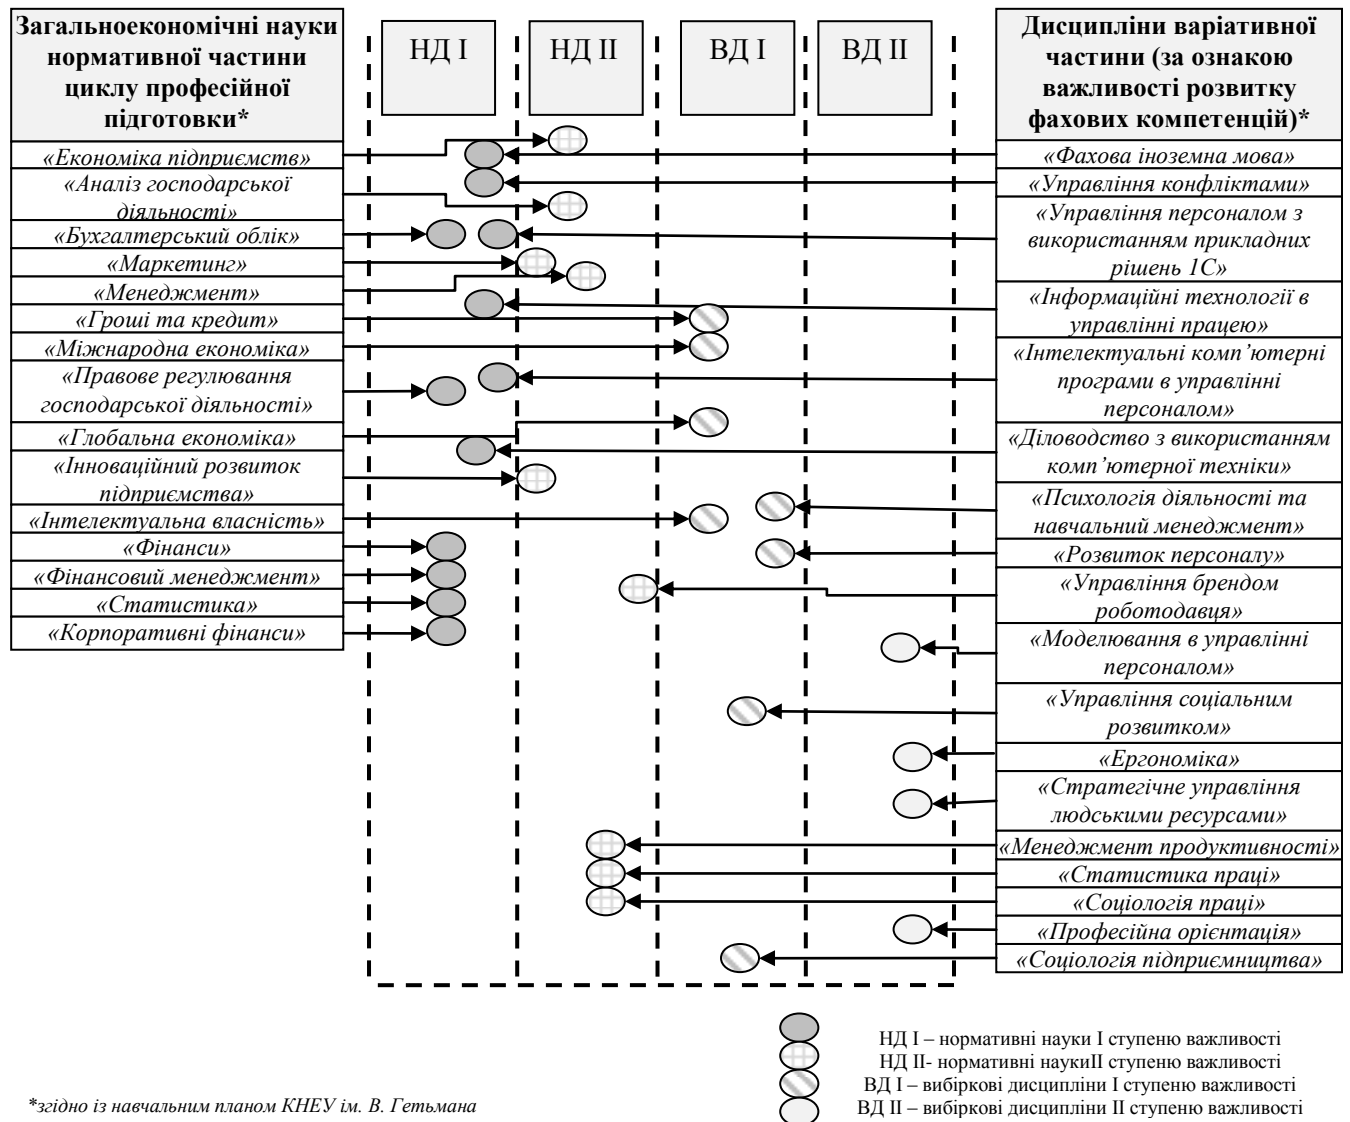 Загальноекономічні науки
нормативної частини
циклу професійної
підготовки*
«Економіка підприємств»
«Аналіз господарської
діяльності»
«Бухгалтерський облік»
«Маркетинг»
«Менеджмент»
«Гроші та кредит»
«Міжнародна економіка»
«Правове регулювання
господарської діяльності»
«Глобальна економіка»
«Інноваційний розвиток
підприємства»
«Інтелектуальна власність»
«Фінанси»
«Фінансовий менеджмент»
«Статистика»
«Корпоративні фінанси»
НД І
НД ІІ
ВД І
ВД ІІ
Дисципліни варіативної
частини (за ознакою
важливості розвитку
фахових компетенцій)*
«Фахова іноземна мова»
«Управління конфліктами»
«Управління персоналом з
використанням прикладних
рішень 1С»
«Інформаційні технології в
управлінні працею»
«Інтелектуальні комп’ютерні
програми в управлінні
персоналом»
«Діловодство з використанням
комп’ютерної техніки»
«Психологія діяльності та
навчальний менеджмент»
«Розвиток персоналу»
«Управління брендом
роботодавця»
«Моделювання в управлінні
персоналом»
«Управління соціальним
розвитком»
«Ергономіка»
«Стратегічне управління
людськими ресурсами»
«Менеджмент продуктивності»
«Статистика праці»
«Соціологія праці»
«Професійна орієнтація»
«Соціологія підприємництва»
НД І – нормативні науки І ступеню важливості
НД ІІ- нормативні наукиІІ ступеню важливості
ВД І – вибіркові дисципліни І ступеню важливості
ВД ІІ – вибіркові дисципліни ІІ ступеню важливості
*згідно із навчальним планом КНЕУ ім. В. Гетьмана